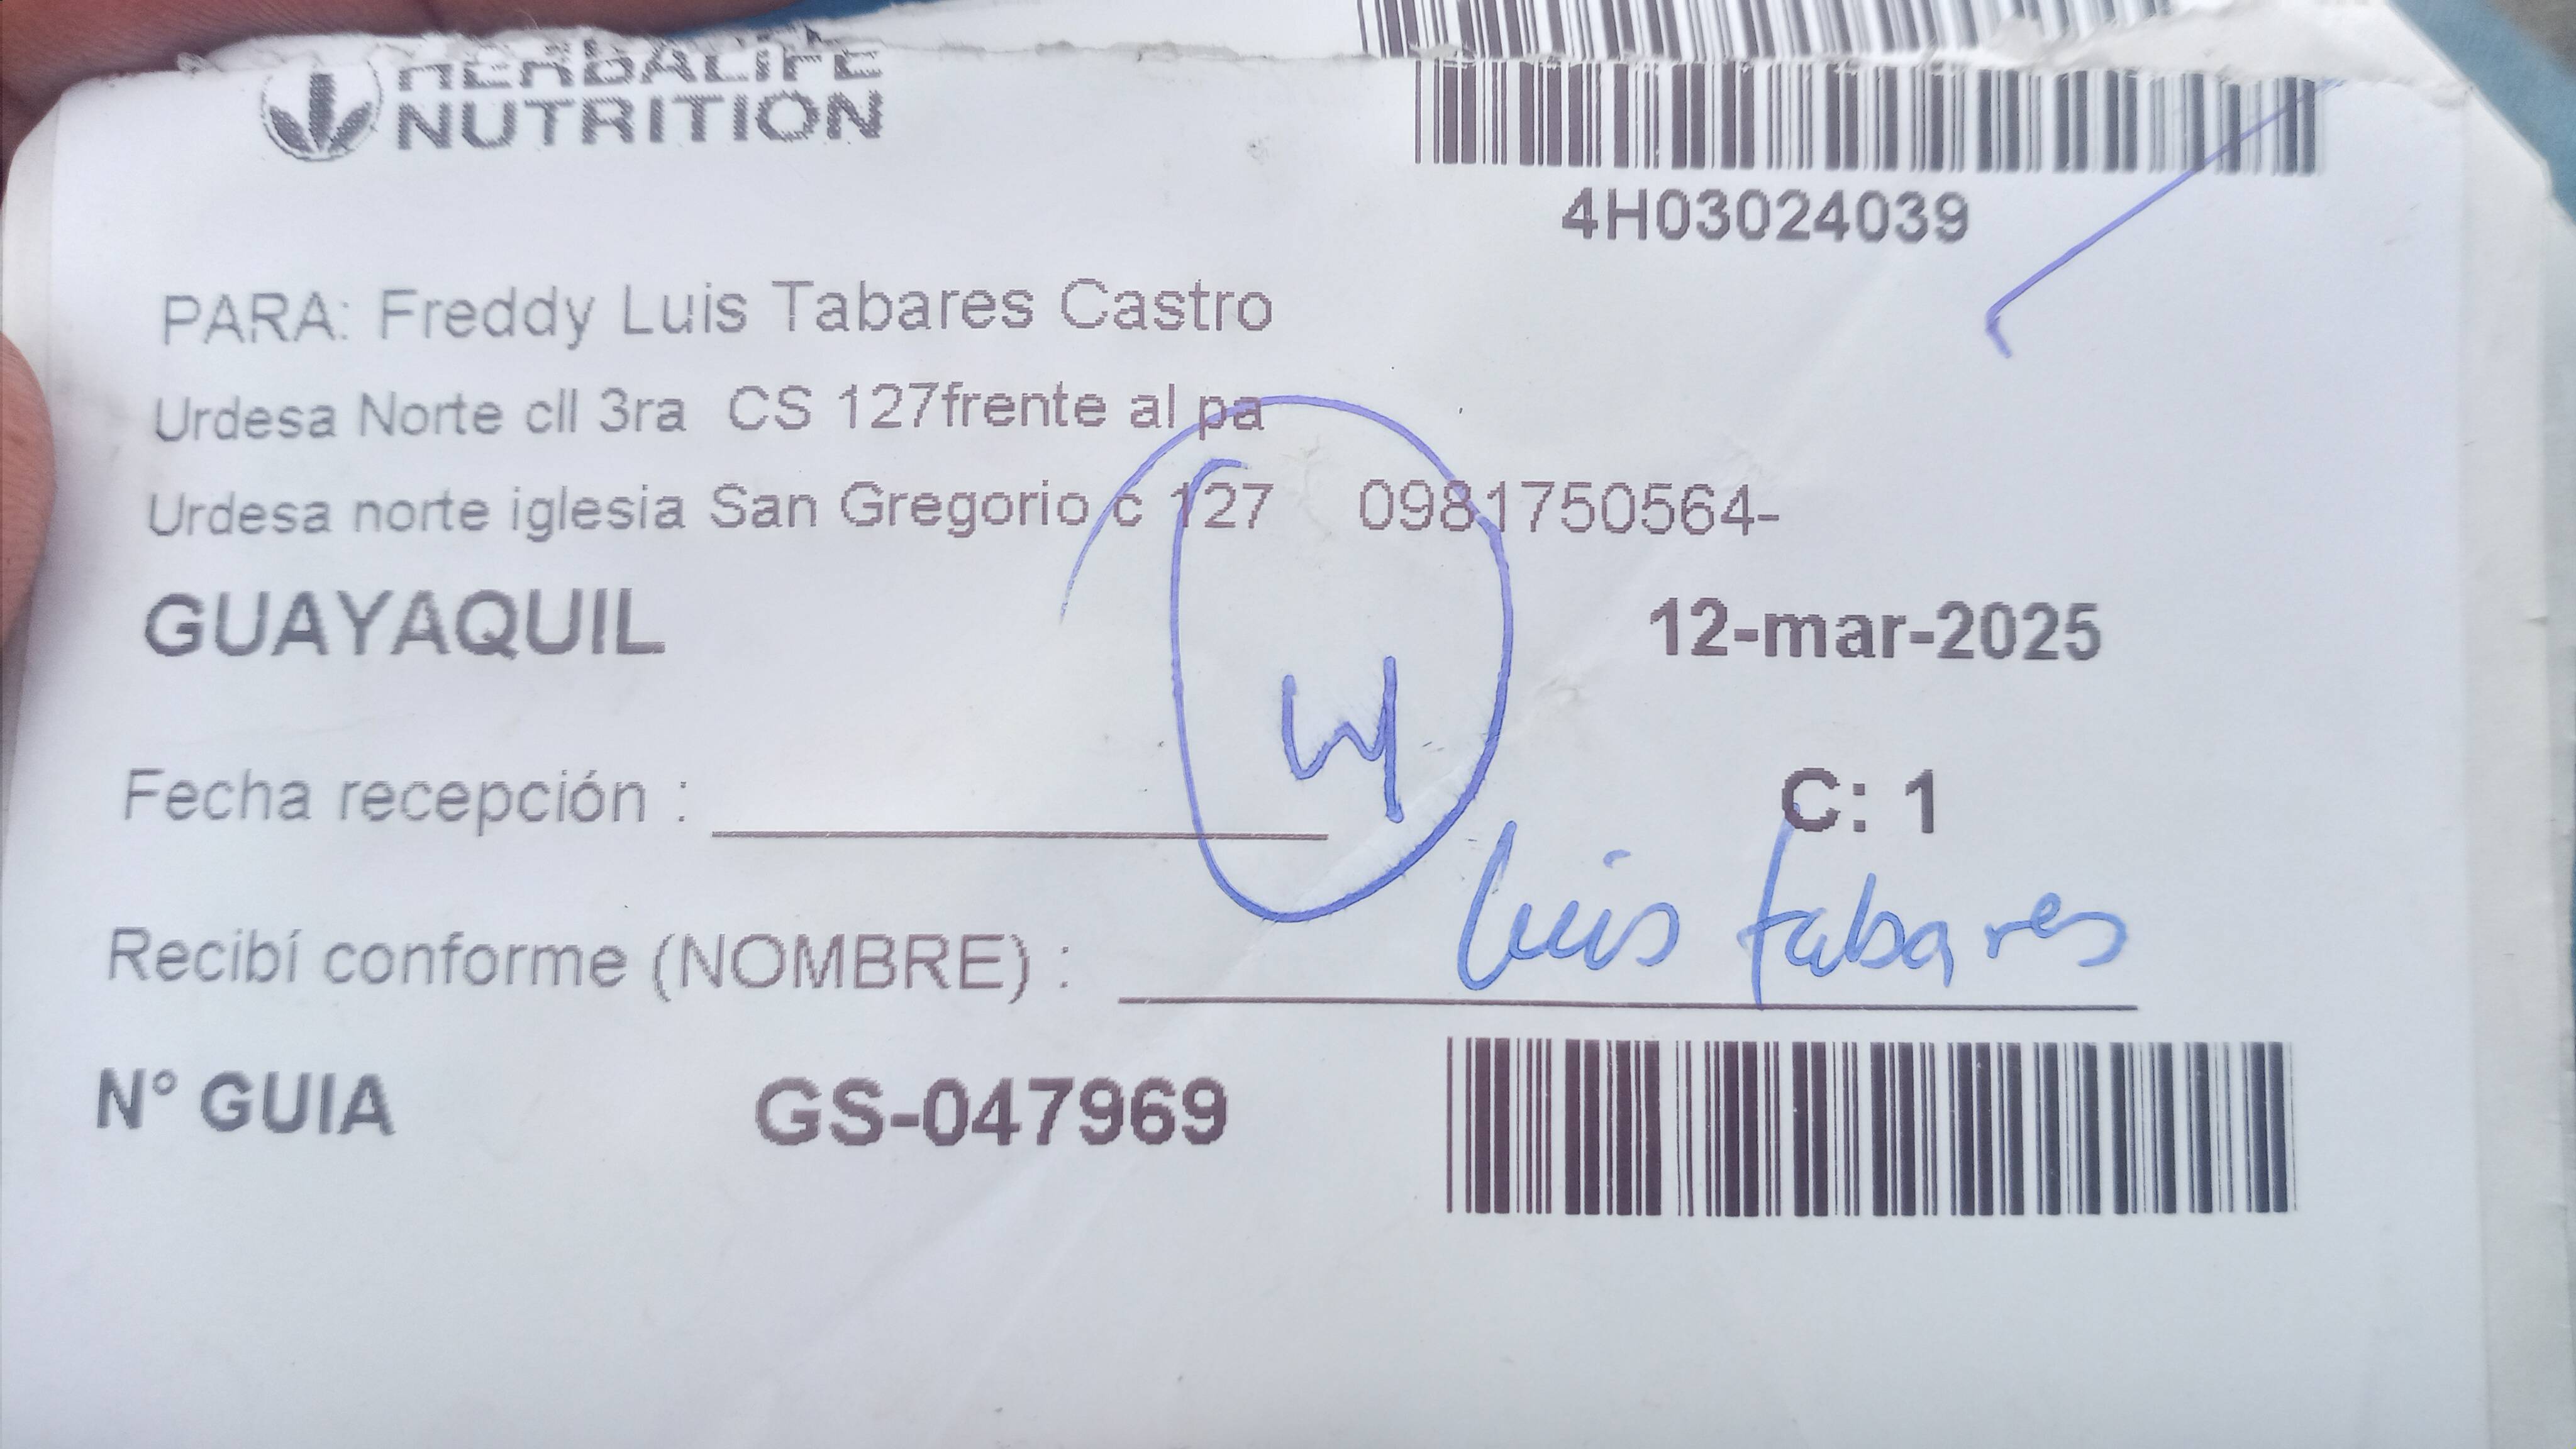 HERBALIFE
NUTRITION
4H03024039
PARA: Freddy Luis Tabares Castro
Urdesa Norte cll 3ra CS 127frente al pa
Urdesa norte iglesia San Gregorio c 127 0981750564-
GUAYAQUIL 12-mar-2025
Fecha recepción : C: 1
Recibí conforme (NOMBRE) : Luis tabares
N° GUIA GS-047969